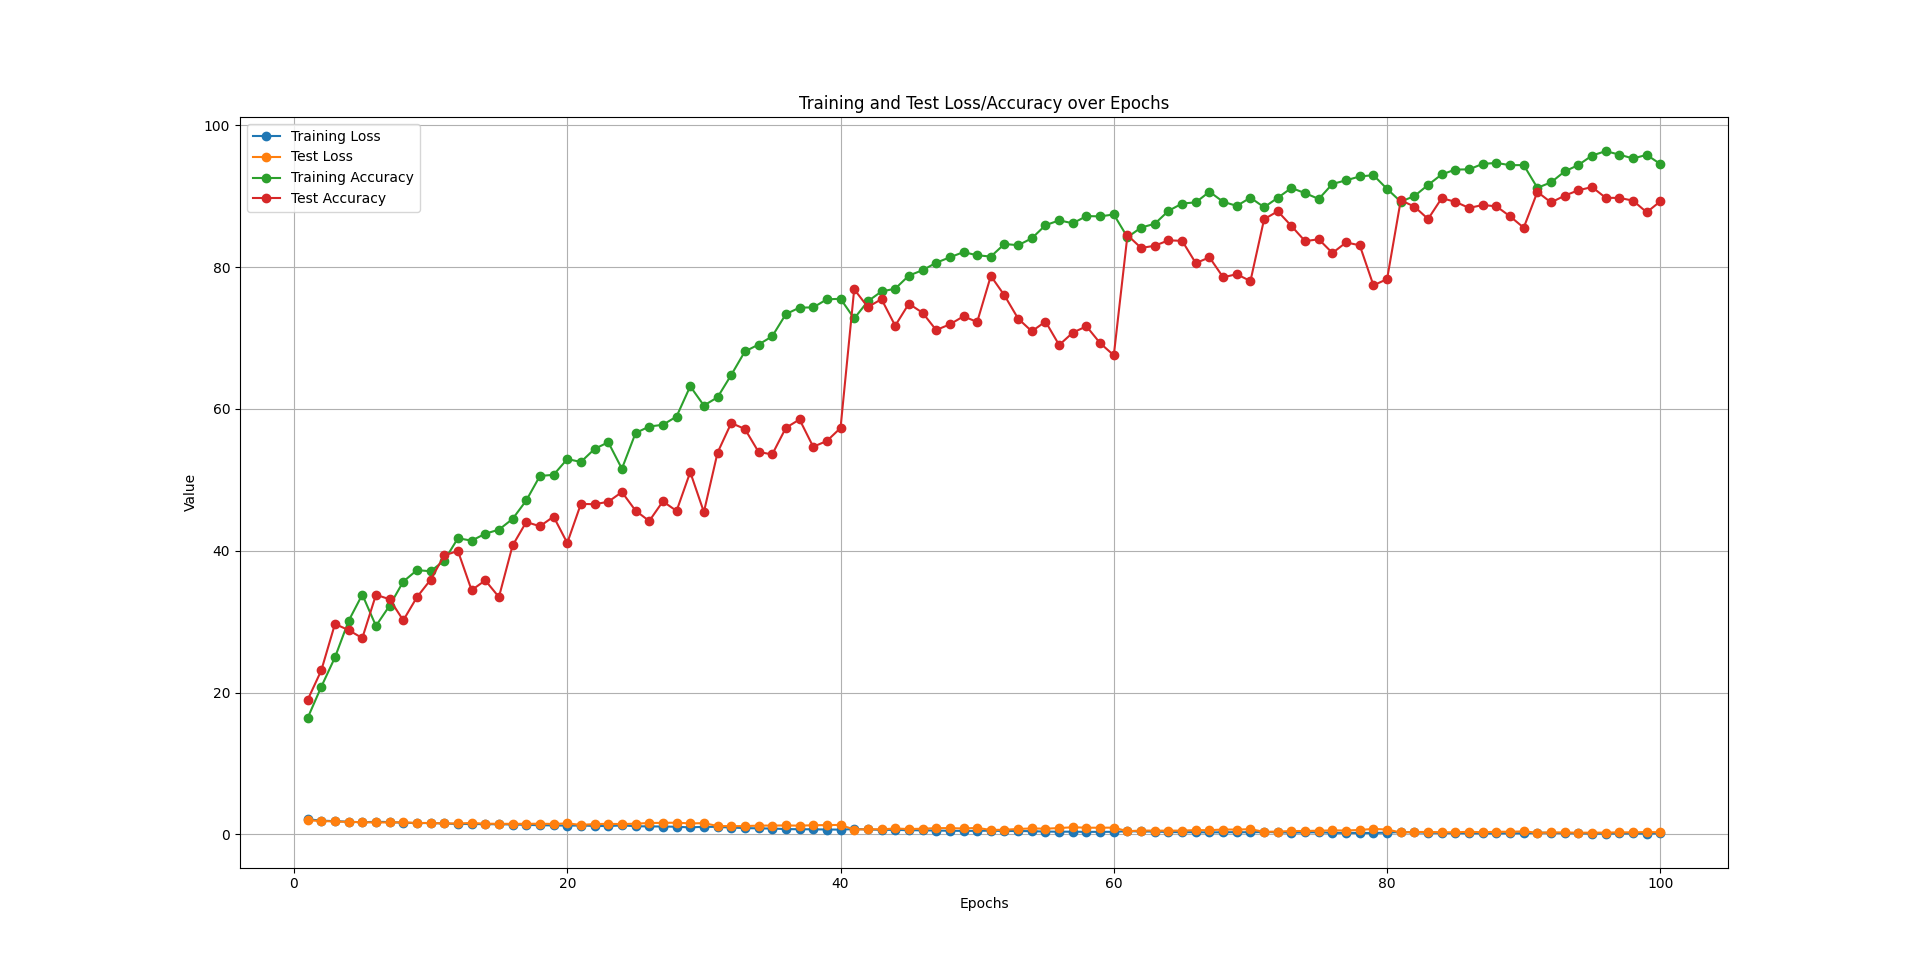 Training and Test Loss/Accuracy over Epochs
100
80
60
40
20
0
Value
Training Loss
Test Loss
Training Accuracy
Test Accuracy
0 20 40 60 80 100
Epochs